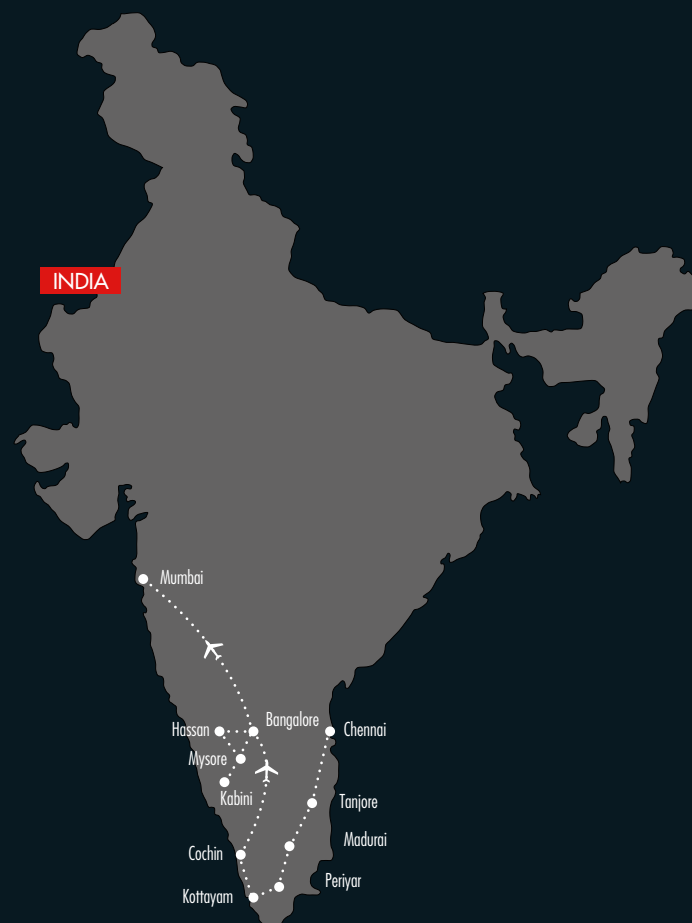 INDIA
Mumbai
Bangalore
Hassan
Chennai
Mysore
Kabini
Tanjore
Madurai
Cochin
Periyar
Kottayam